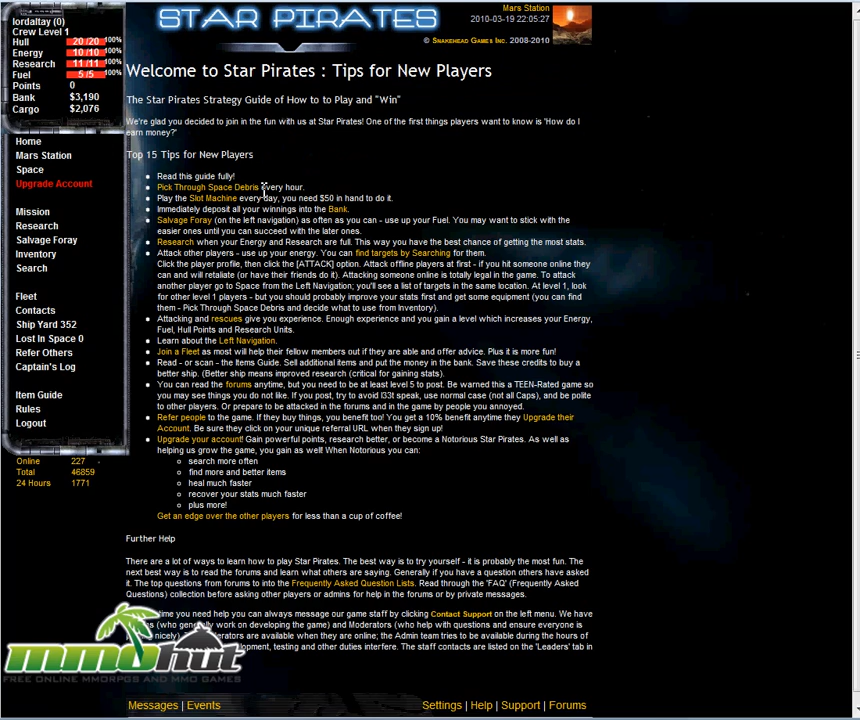 lordaltay (0)
Crew Level 1
Hull 20 /20 100%
Energy 10 /10 100%
Research 11 /11 100%
Fuel 5 /5 100%
Points 0
Bank $3,190
Cargo $2,076
Home
Mars Station
Space
Upgrade Account
Mission
Research
Salvage Foray
Inventory
Search
Fleet
Contacts
Ship Yard 352
Lost In Space 0
Refer Others
Captain's Log
Item Guide
Rules
Logout
Online 227
Total 46859
24 Hours 1771
STAR PIRATES
Mars Station
2010-03-19 22:05:27
© Snakehead Games Inc. 2008-2010
Welcome to Star Pirates : Tips for New Players
The Star Pirates Strategy Guide of How to to Play and "Win"
We're glad you decided to join in the fun with us at Star Pirates! One of the first things players want to know is 'How do I
earn money?'
Top 15 Tips for New Players
Read this guide fully!
Pick Through Space Debris every hour.
Play the Slot Machine every day, you need $50 in hand to do it.
Immediately deposit all your winnings into the Bank.
Salvage Foray (on the left navigation) as often as you can - use up your Fuel. You may want to stick with the
easier ones until you can succeed with the later ones.
Research when your Energy and Research are full. This way you have the best chance of getting the most stats.
Attack other players - use up your energy. You can find targets by Searching for them.
Click the player profile, then click the [ATTACK] option. Attack offline players at first - if you hit someone online they
can and will retaliate (or have their friends do it). Attacking someone online is totally legal in the game. To attack
another player go to Space from the Left Navigation; you'll see a list of targets in the same location. At level 1, look
for other level 1 players - but you should probably improve your stats first and get some equipment (you can find
them - Pick Through Space Debris and decide what to use from Inventory).
Attacking and rescues give you experience. Enough experience and you gain a level which increases your Energy,
Fuel, Hull Points and Research Units.
Learn about the Left Navigation.
Join a Fleet as most will help their fellow members out if they are able and offer advice. Plus it is more fun!
Read - or scan - the Items Guide. Sell additional items and put the money in the bank. Save these credits to buy a
better ship. (Better ship means improved research (critical for gaining stats).
You can read the forums anytime, but you need to be at least level 5 to post. Be warned this a TEEN-Rated game so
you may see things you do not like. If you post, try to avoid l33t speak, use normal case (not all Caps), and be polite
to other players. Or prepare to be attacked in the forums and in the game by people you annoyed.
Refer people to the game. If they buy things, you benefit too! You get a 10% benefit anytime they Upgrade their
Account. Be sure they click on your unique referral URL when they sign up!
Upgrade your account! Gain powerful points, research better, or become a Notorious Star Pirates. As well as
helping us grow the game, you gain as well! When Notorious you can:
search more often
find more and better items
heal much faster
recover your stats much faster
plus more!
Get an edge over the other players for less than a cup of coffee!
Further Help
There are a lot of ways to learn how to play Star Pirates. The best way is to try yourself - it is probably the most fun. The
next best way is to read the forums and learn what others are saying. Generally if you have a question others have asked
it. The top questions from forums to into the Frequently Asked Question Lists. Read through the 'FAQ' (Frequently Asked
Questions) collection before asking other players or admins for help in the forums or by private messages.
time you need help you can always message our game staff by clicking Contact Support on the left menu. We have
(who generally work on developing the game) and Moderators (who help with questions and ensure everyone is
nicely) Moderators are available when they are online; the Admin team tries to be available during the hours of
opment, testing and other duties interfere. The staff contacts are listed on the 'Leaders' tab in
mmohut
FREE ONLINE MMORPGS AND MMO GAMES
Messages | Events
Settings | Help | Support | Forums